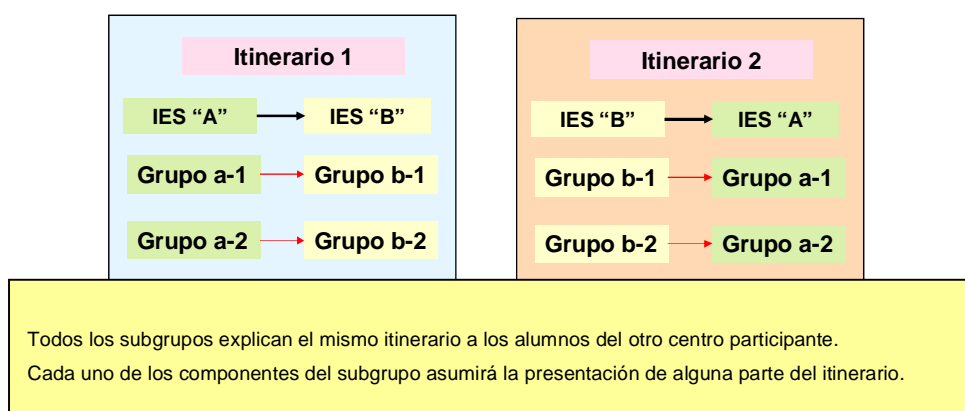 Itinerario 1
IES “A” IES “B”
Grupo a-1 Grupo b-1
Grupo a-2 Grupo b-2
Itinerario 2
IES “B” IES “A”
Grupo b-1 Grupo a-1
Grupo b-2 Grupo a-2
Todos los subgrupos explican el mismo itinerario a los alumnos del otro centro participante.
Cada uno de los componentes del subgrupo asumirá la presentación de alguna parte del itinerario.